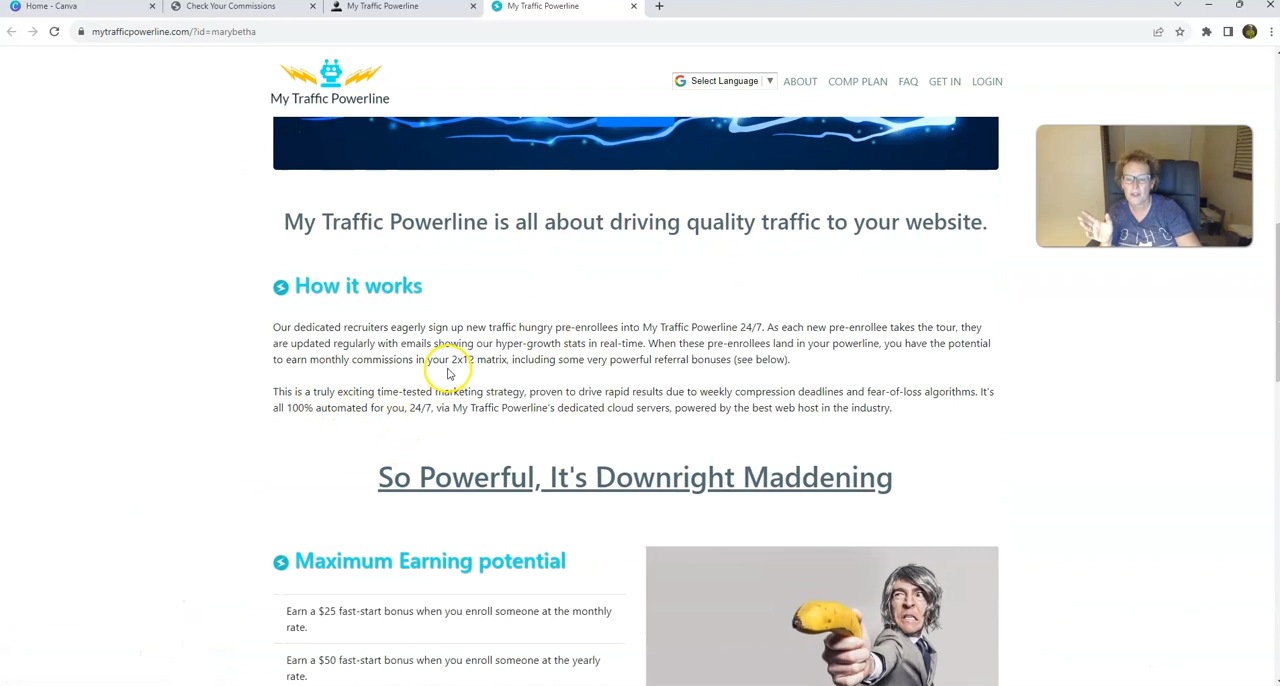 Home - Canva
Check Your Commissions
My Traffic Powerline
My Traffic Powerline
mytrafficpowerline.com/?id=marybetha
My Traffic Powerline
Select Language
ABOUT
COMP PLAN
FAQ
GET IN
LOGIN
My Traffic Powerline is all about driving quality traffic to your website.
How it works
Our dedicated recruiters eagerly sign up new traffic hungry pre-enrollees into My Traffic Powerline 24/7. As each new pre-enrollee takes the tour, they
are updated regularly with emails showing our hyper-growth stats in real-time. When these pre-enrollees land in your powerline, you have the potential
to earn monthly commissions in your 2x12 matrix, including some very powerful referral bonuses (see below).
This is a truly exciting time-tested marketing strategy, proven to drive rapid results due to weekly compression deadlines and fear-of-loss algorithms. It's
all 100% automated for you, 24/7, via My Traffic Powerline's dedicated cloud servers, powered by the best web host in the industry.
So Powerful, It's Downright Maddening
Maximum Earning potential
Earn a $25 fast-start bonus when you enroll someone at the monthly
rate.
Earn a $50 fast-start bonus when you enroll someone at the yearly
rate.